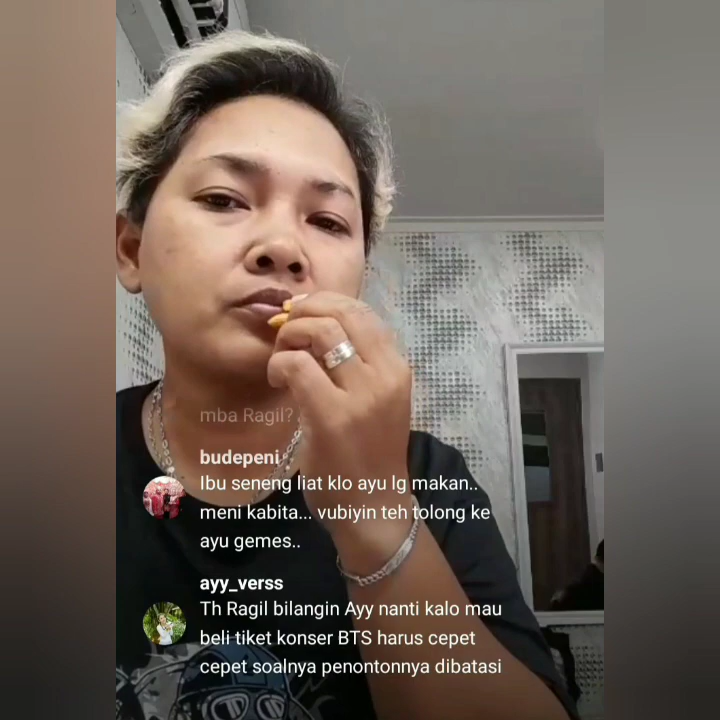 mba Ragil?
budepeni
Ibu seneng liat klo ayu lg makan..
meni kabita... vubiyin teh tolong ke
ayu gemes..
ayy_verss
Th Ragil bilangin Ayy nanti kalo mau
beli tiket konser BTS harus cepet
cepet soalnya penontonnya dibatasi